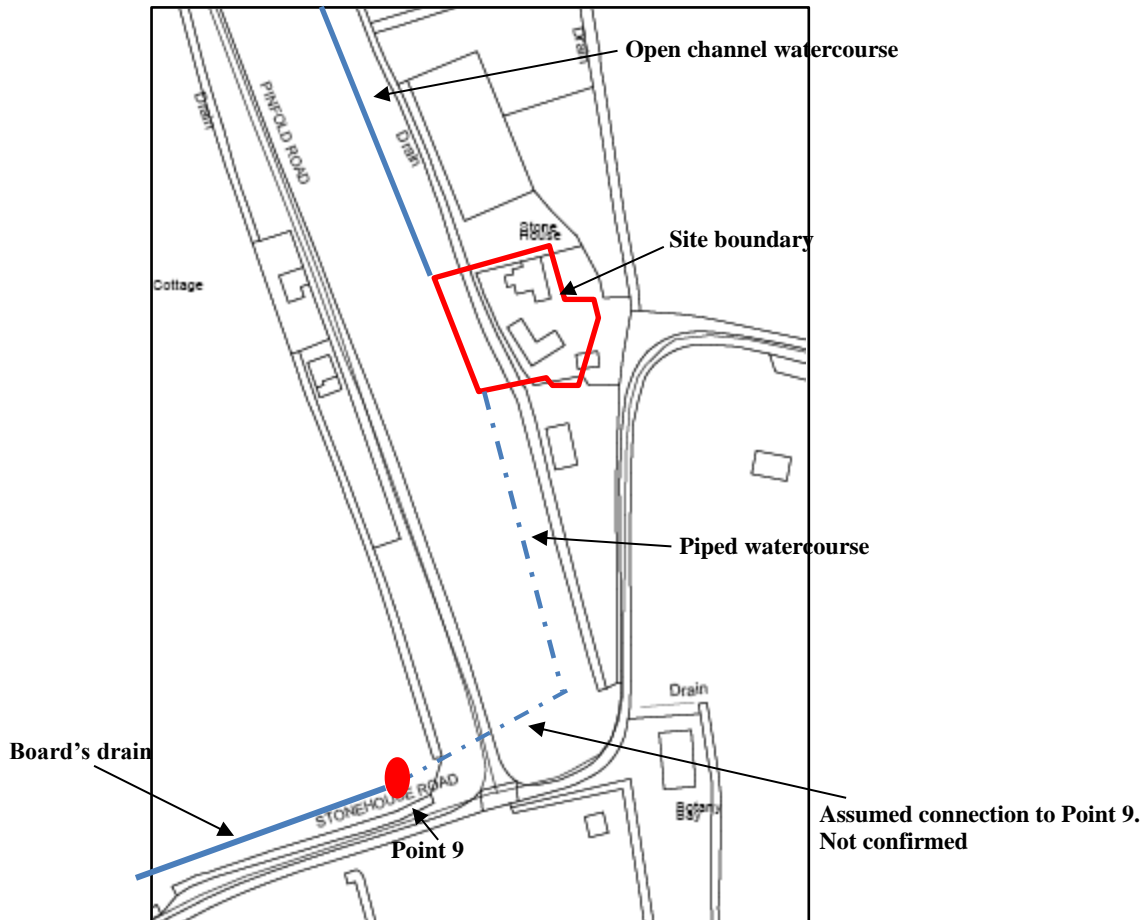 Open channel watercourse
Drain
Drain
PINFOLD ROAD
Drain
Stone
House
Site boundary
Cottage
Piped watercourse
Drain
Board's drain
STONEHOUSE ROAD
Botany
Bay
Assumed connection to Point 9.
Not confirmed
Point 9